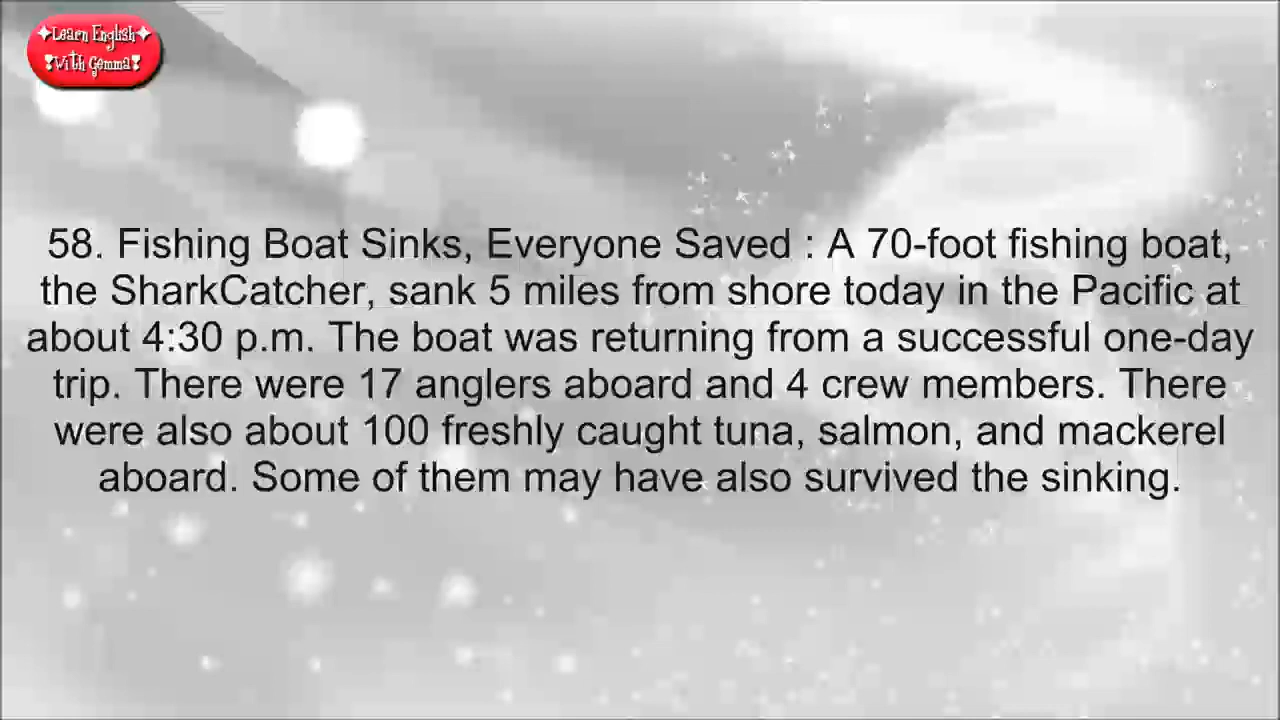 ✦Learn English✦
❣With Gemma❣
58. Fishing Boat Sinks, Everyone Saved : A 70-foot fishing boat,
the SharkCatcher, sank 5 miles from shore today in the Pacific at
about 4:30 p.m. The boat was returning from a successful one-day
trip. There were 17 anglers aboard and 4 crew members. There
were also about 100 freshly caught tuna, salmon, and mackerel
aboard. Some of them may have also survived the sinking.